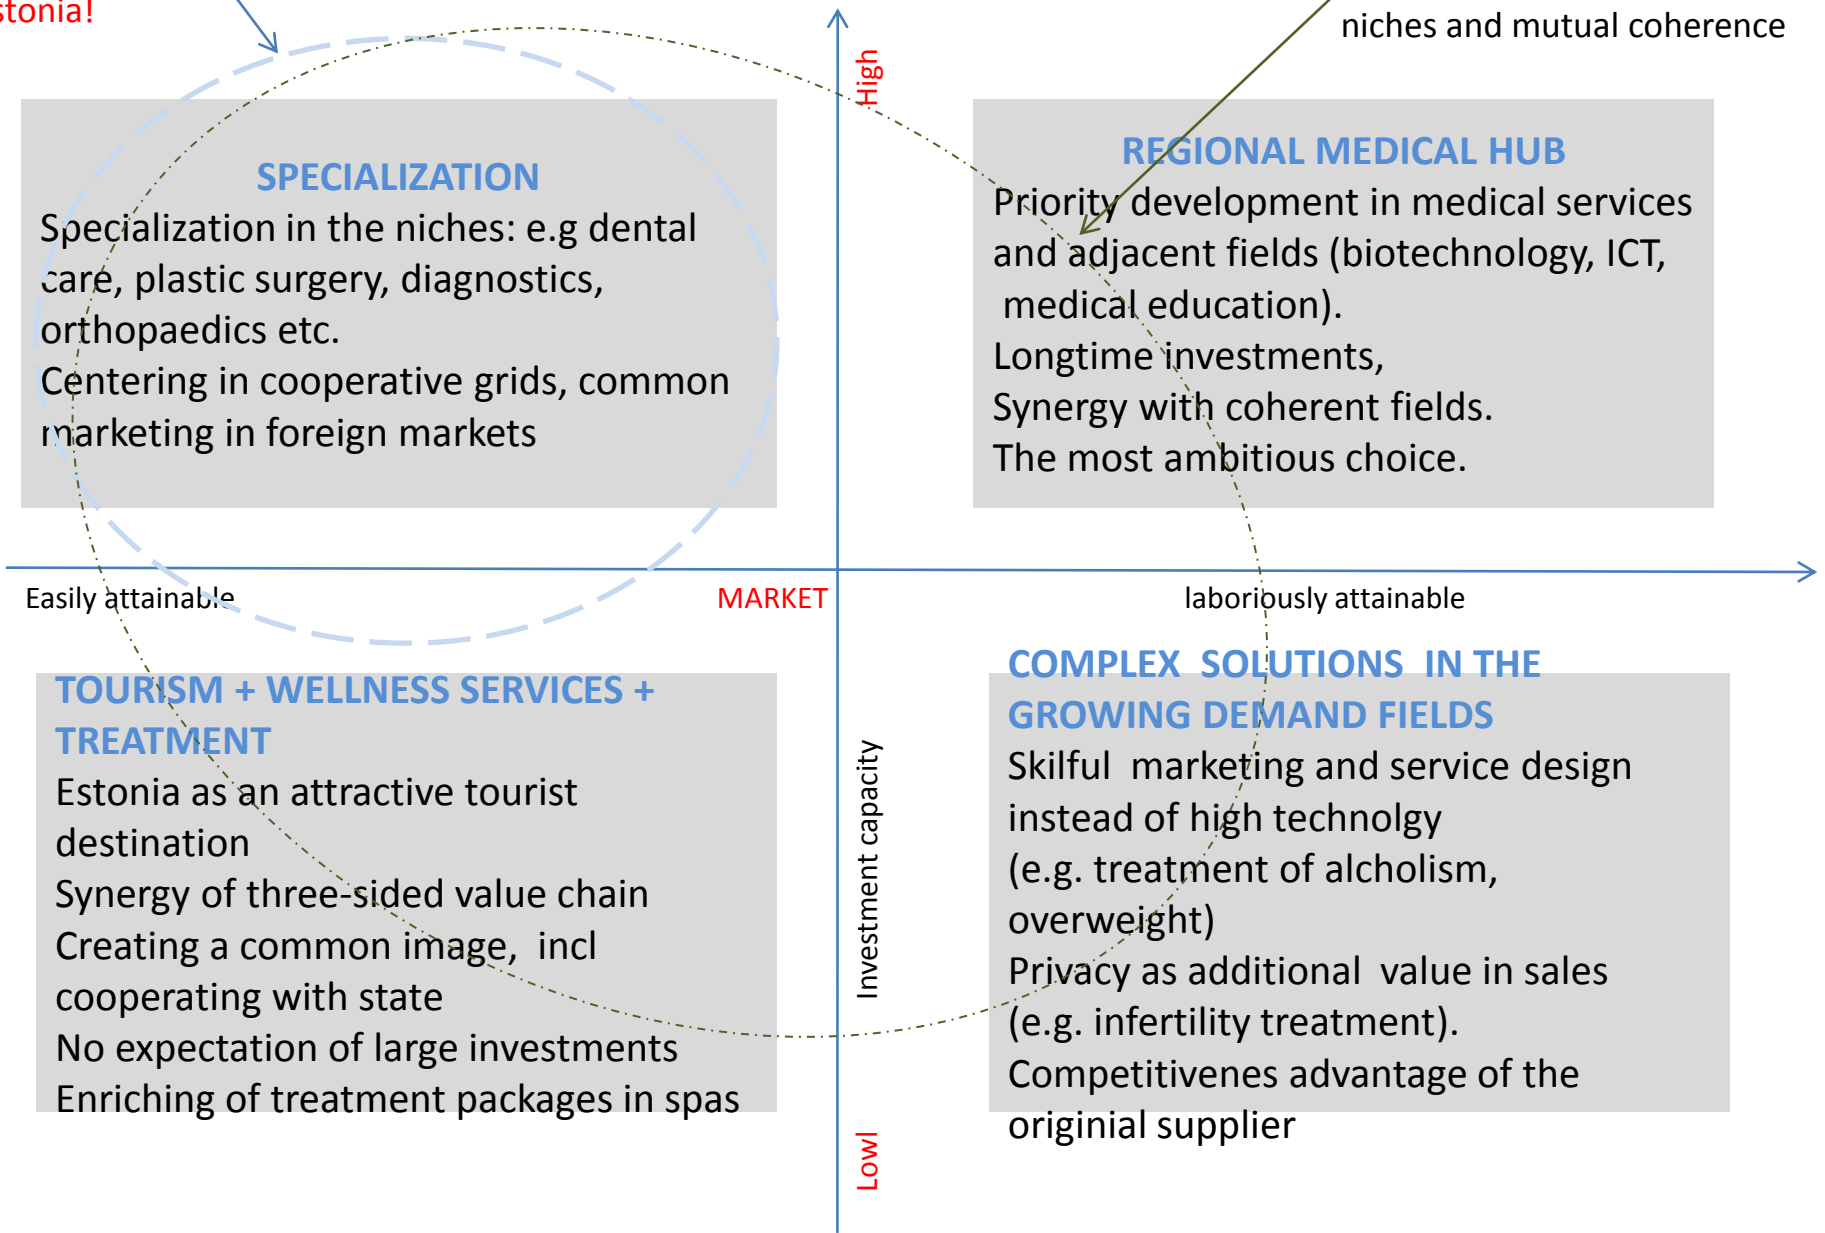 stonia!
niches and mutual coherence
High
SPECIALIZATION
Specialization in the niches: e.g dental
care, plastic surgery, diagnostics,
orthopaedics etc.
Centering in cooperative grids, common
marketing in foreign markets
REGIONAL MEDICAL HUB
Priority development in medical services
and adjacent fields (biotechnology, ICT,
medical education).
Longtime investments,
Synergy with coherent fields.
The most ambitious choice.
Easily attainable
MARKET
laboriously attainable
TOURISM + WELLNESS SERVICES +
TREATMENT
Estonia as an attractive tourist
destination
Synergy of three-sided value chain
Creating a common image, incl
cooperating with state
No expectation of large investments
Enriching of treatment packages in spas
Investment capacity
Lowl
COMPLEX SOLUTIONS IN THE
GROWING DEMAND FIELDS
Skilful marketing and service design
instead of high technolgy
(e.g. treatment of alcholism,
overweight)
Privacy as additional value in sales
(e.g. infertility treatment).
Competitivenes advantage of the
originial supplier